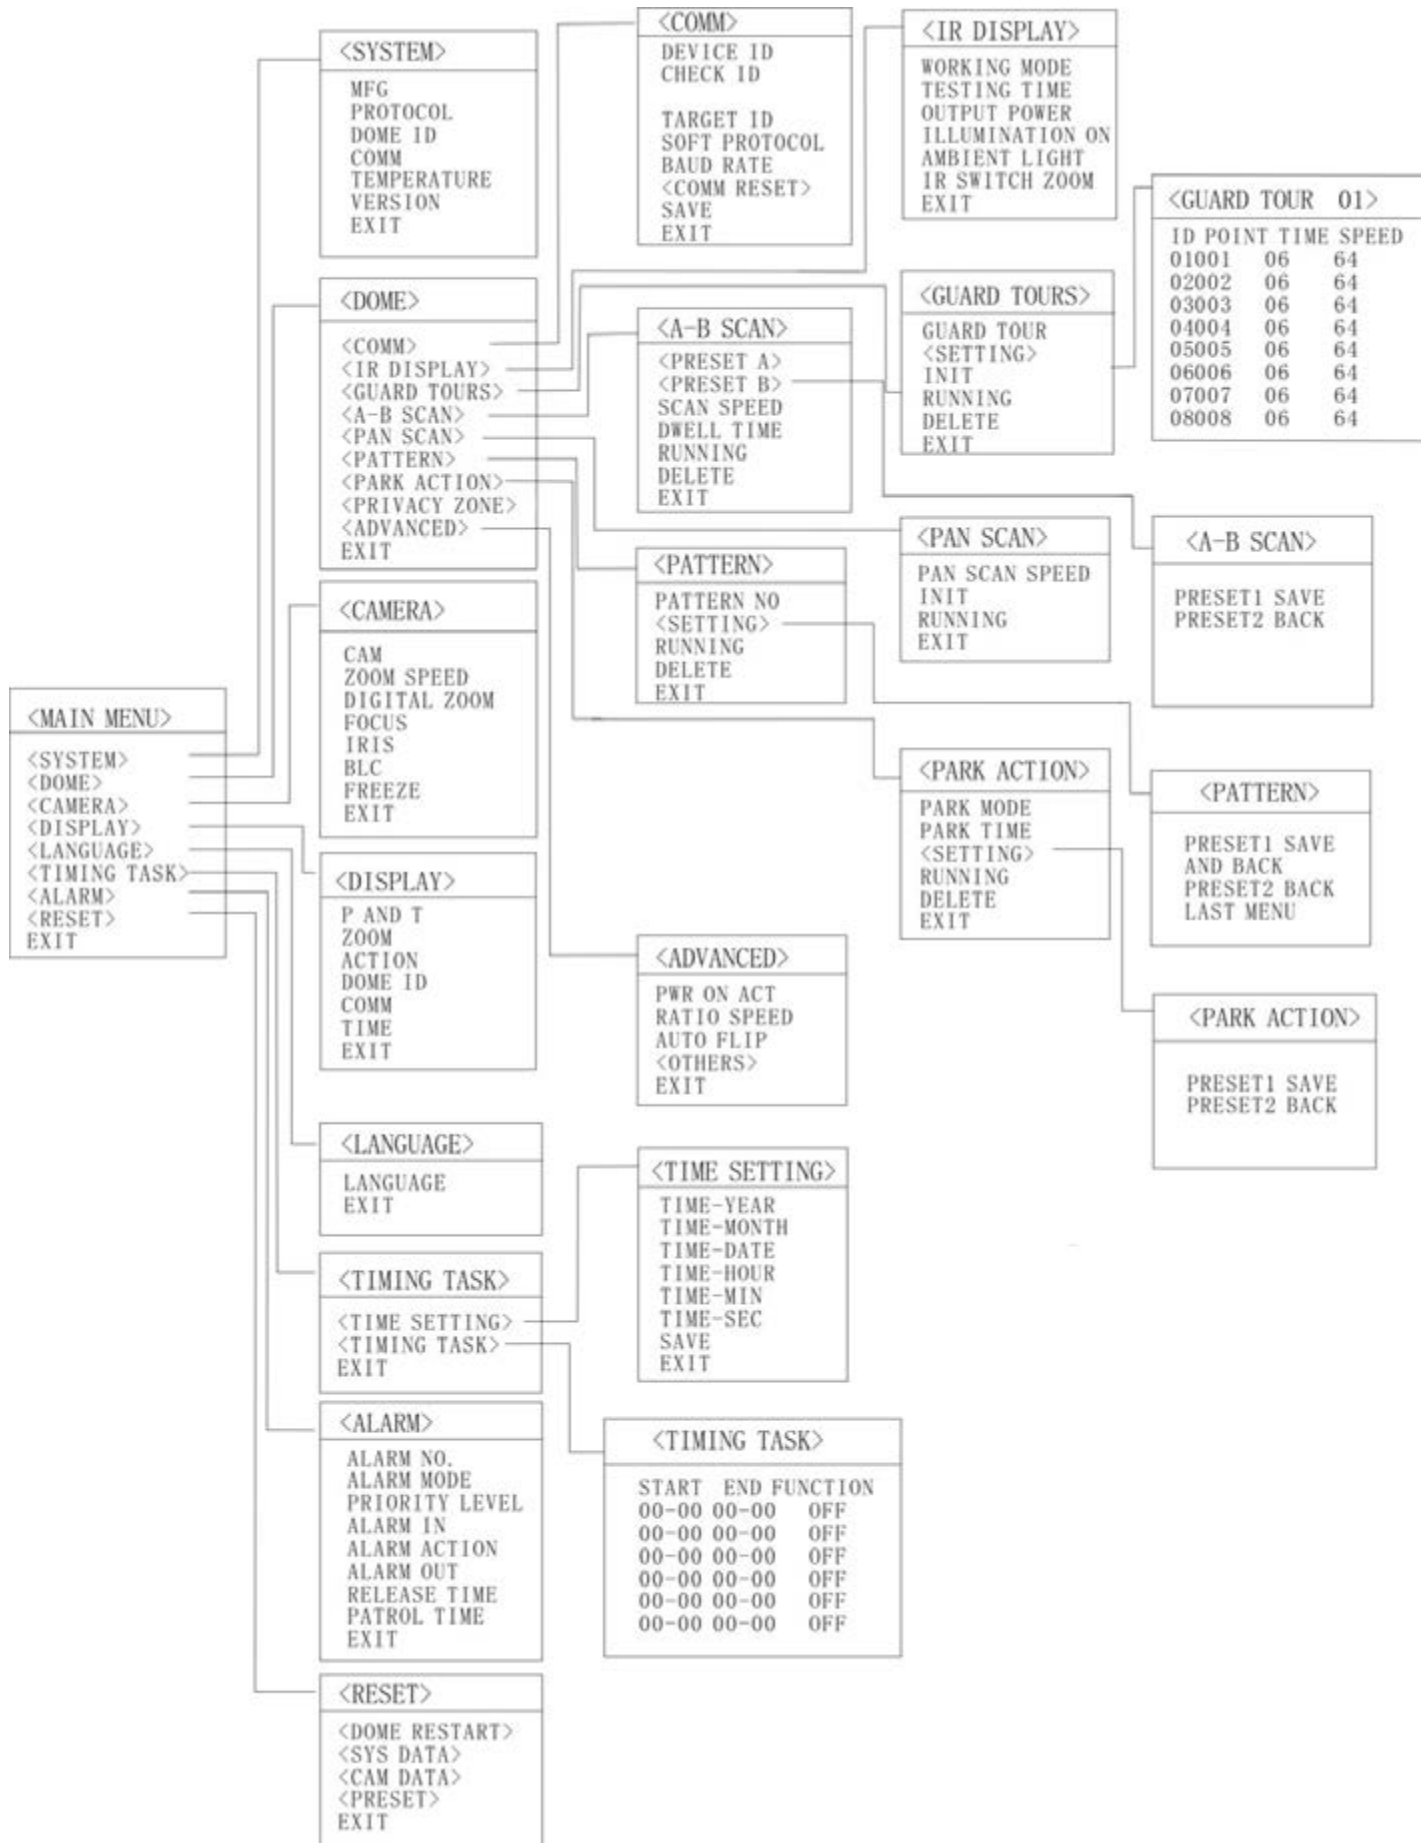 <MAIN MENU>
<SYSTEM>
<DOME>
<CAMERA>
<DISPLAY>
<LANGUAGE>
<TIMING TASK>
<ALARM>
<RESET>
EXIT
<SYSTEM>
MFG
PROTOCOL
DOME ID
COMM
TEMPERATURE
VERSION
EXIT
<DOME>
<COMM>
<IR DISPLAY>
<GUARD TOURS>
<A-B SCAN>
<PAN SCAN>
<PATTERN>
<PARK ACTION>
<PRIVACY ZONE>
<ADVANCED>
EXIT
<CAMERA>
CAM
ZOOM SPEED
DIGITAL ZOOM
FOCUS
IRIS
BLC
FREEZE
EXIT
<DISPLAY>
P AND T
ZOOM
ACTION
DOME ID
COMM
TIME
EXIT
<LANGUAGE>
LANGUAGE
EXIT
<TIMING TASK>
<TIME SETTING>
<TIMING TASK>
EXIT
<ALARM>
ALARM NO.
ALARM MODE
PRIORITY LEVEL
ALARM IN
ALARM ACTION
ALARM OUT
RELEASE TIME
PATROL TIME
EXIT
<RESET>
<DOME RESTART>
<SYS DATA>
<CAM DATA>
<PRESET>
EXIT
<COMM>
DEVICE ID
CHECK ID
TARGET ID
SOFT PROTOCOL
BAUD RATE
<COMM RESET>
SAVE
EXIT
<A-B SCAN>
<PRESET A>
<PRESET B>
SCAN SPEED
DWELL TIME
RUNNING
DELETE
EXIT
<PATTERN>
PATTERN NO
<SETTING>
RUNNING
DELETE
EXIT
<ADVANCED>
PWR ON ACT
RATIO SPEED
AUTO FLIP
<OTHERS>
EXIT
<TIME SETTING>
TIME-YEAR
TIME-MONTH
TIME-DATE
TIME-HOUR
TIME-MIN
TIME-SEC
SAVE
EXIT
<TIMING TASK>
START END FUNCTION
00-00 00-00 OFF
00-00 00-00 OFF
00-00 00-00 OFF
00-00 00-00 OFF
00-00 00-00 OFF
00-00 00-00 OFF
<IR DISPLAY>
WORKING MODE
TESTING TIME
OUTPUT POWER
ILLUMINATION ON
AMBIENT LIGHT
IR SWITCH ZOOM
EXIT
<GUARD TOURS>
GUARD TOUR
<SETTING>
INIT
RUNNING
DELETE
EXIT
<PAN SCAN>
PAN SCAN SPEED
INIT
RUNNING
EXIT
<PARK ACTION>
PARK MODE
PARK TIME
<SETTING>
RUNNING
DELETE
EXIT
<GUARD TOUR 01>
ID POINT TIME SPEED
01001 06 64
02002 06 64
03003 06 64
04004 06 64
05005 06 64
06006 06 64
07007 06 64
08008 06 64
<A-B SCAN>
PRESET1 SAVE
PRESET2 BACK
<PATTERN>
PRESET1 SAVE
AND BACK
PRESET2 BACK
LAST MENU
<PARK ACTION>
PRESET1 SAVE
PRESET2 BACK